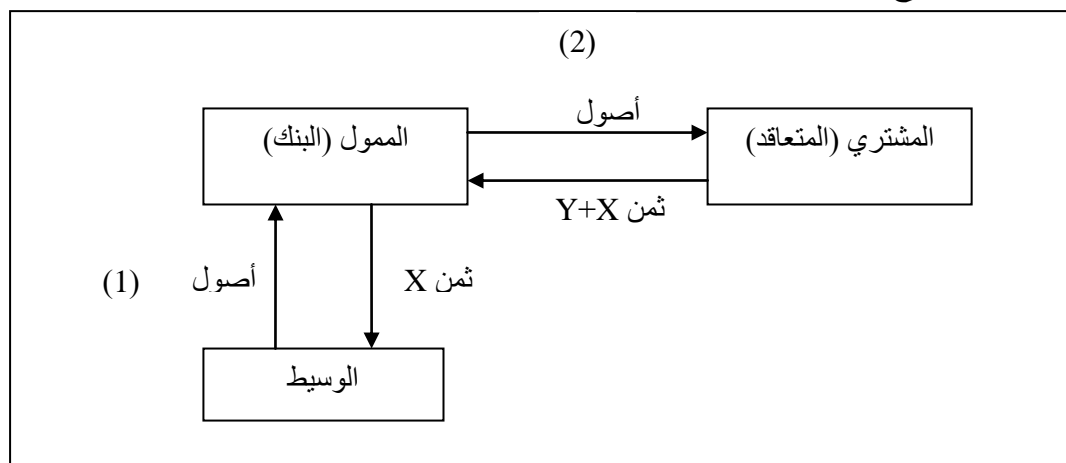 (2)
أصول
المشتري (المتعاقد)
الممول (البنك)
ثمن Y+X
(1)
أصول
ثمن X
الوسيط